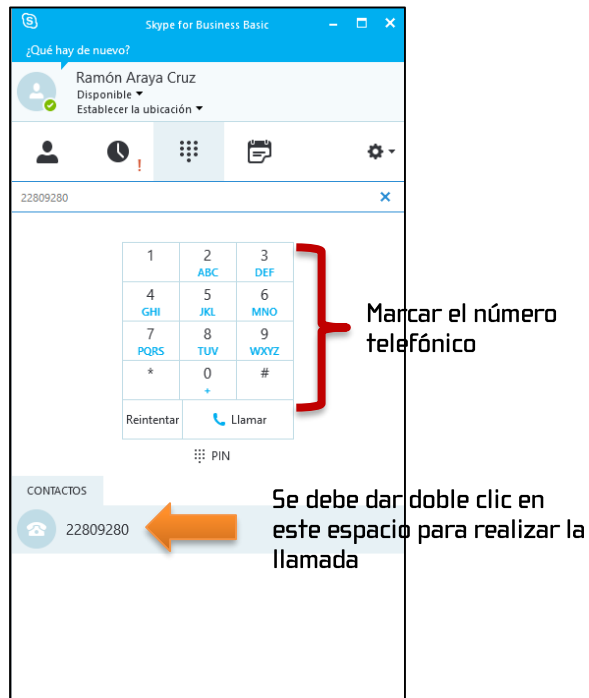 Skype for Business Basic
¿Qué hay de nuevo?
Ramón Araya Cruz
Disponible
Establecer la ubicación
!
22809280
1
2
3
ABC
DEF
4
5
6
GHI
JKL
MNO
7
8
9
PQRS
TUV
WXYZ
*
0
#
+
Reintentar
Llamar
PIN
Marcar el número
telefónico
CONTACTOS
22809280
Se debe dar doble clic en
este espacio para realizar la
llamada